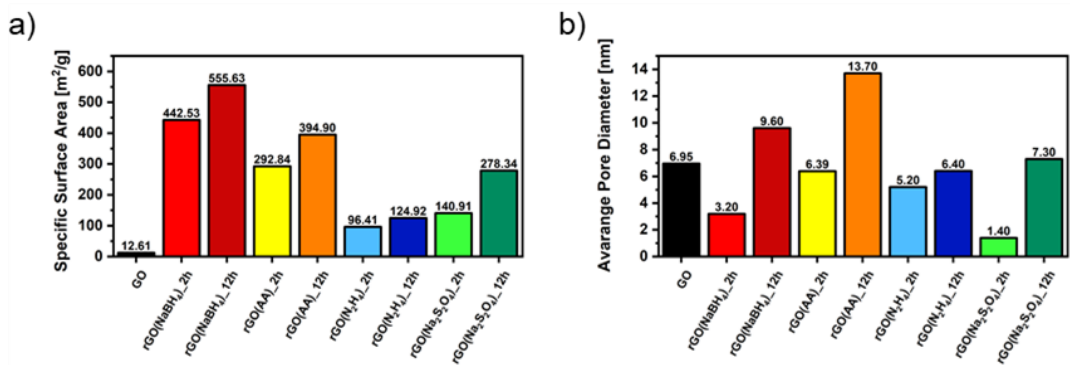 a)
Specific Surface Area [m²/g]
600
500
400
300
200
100
0
12.61
442.53
555.63
292.84
394.90
96.41
124.92
140.91
278.34
GO
rGO(NaBH₄)_2h
rGO(NaBH₄)_12h
rGO(AA)_2h
rGO(AA)_12h
rGO(N₂H₄)_2h
rGO(N₂H₄)_12h
rGO(Na₂S₂O₄)_2h
rGO(Na₂S₂O₄)_12h
b)
Avarange Pore Diameter [nm]
14
12
10
8
6
4
2
0
6.95
3.20
9.60
6.39
13.70
5.20
6.40
1.40
7.30
GO
rGO(NaBH₄)_2h
rGO(NaBH₄)_12h
rGO(AA)_2h
rGO(AA)_12h
rGO(N₂H₄)_2h
rGO(N₂H₄)_12h
rGO(Na₂S₂O₄)_2h
rGO(Na₂S₂O₄)_12h